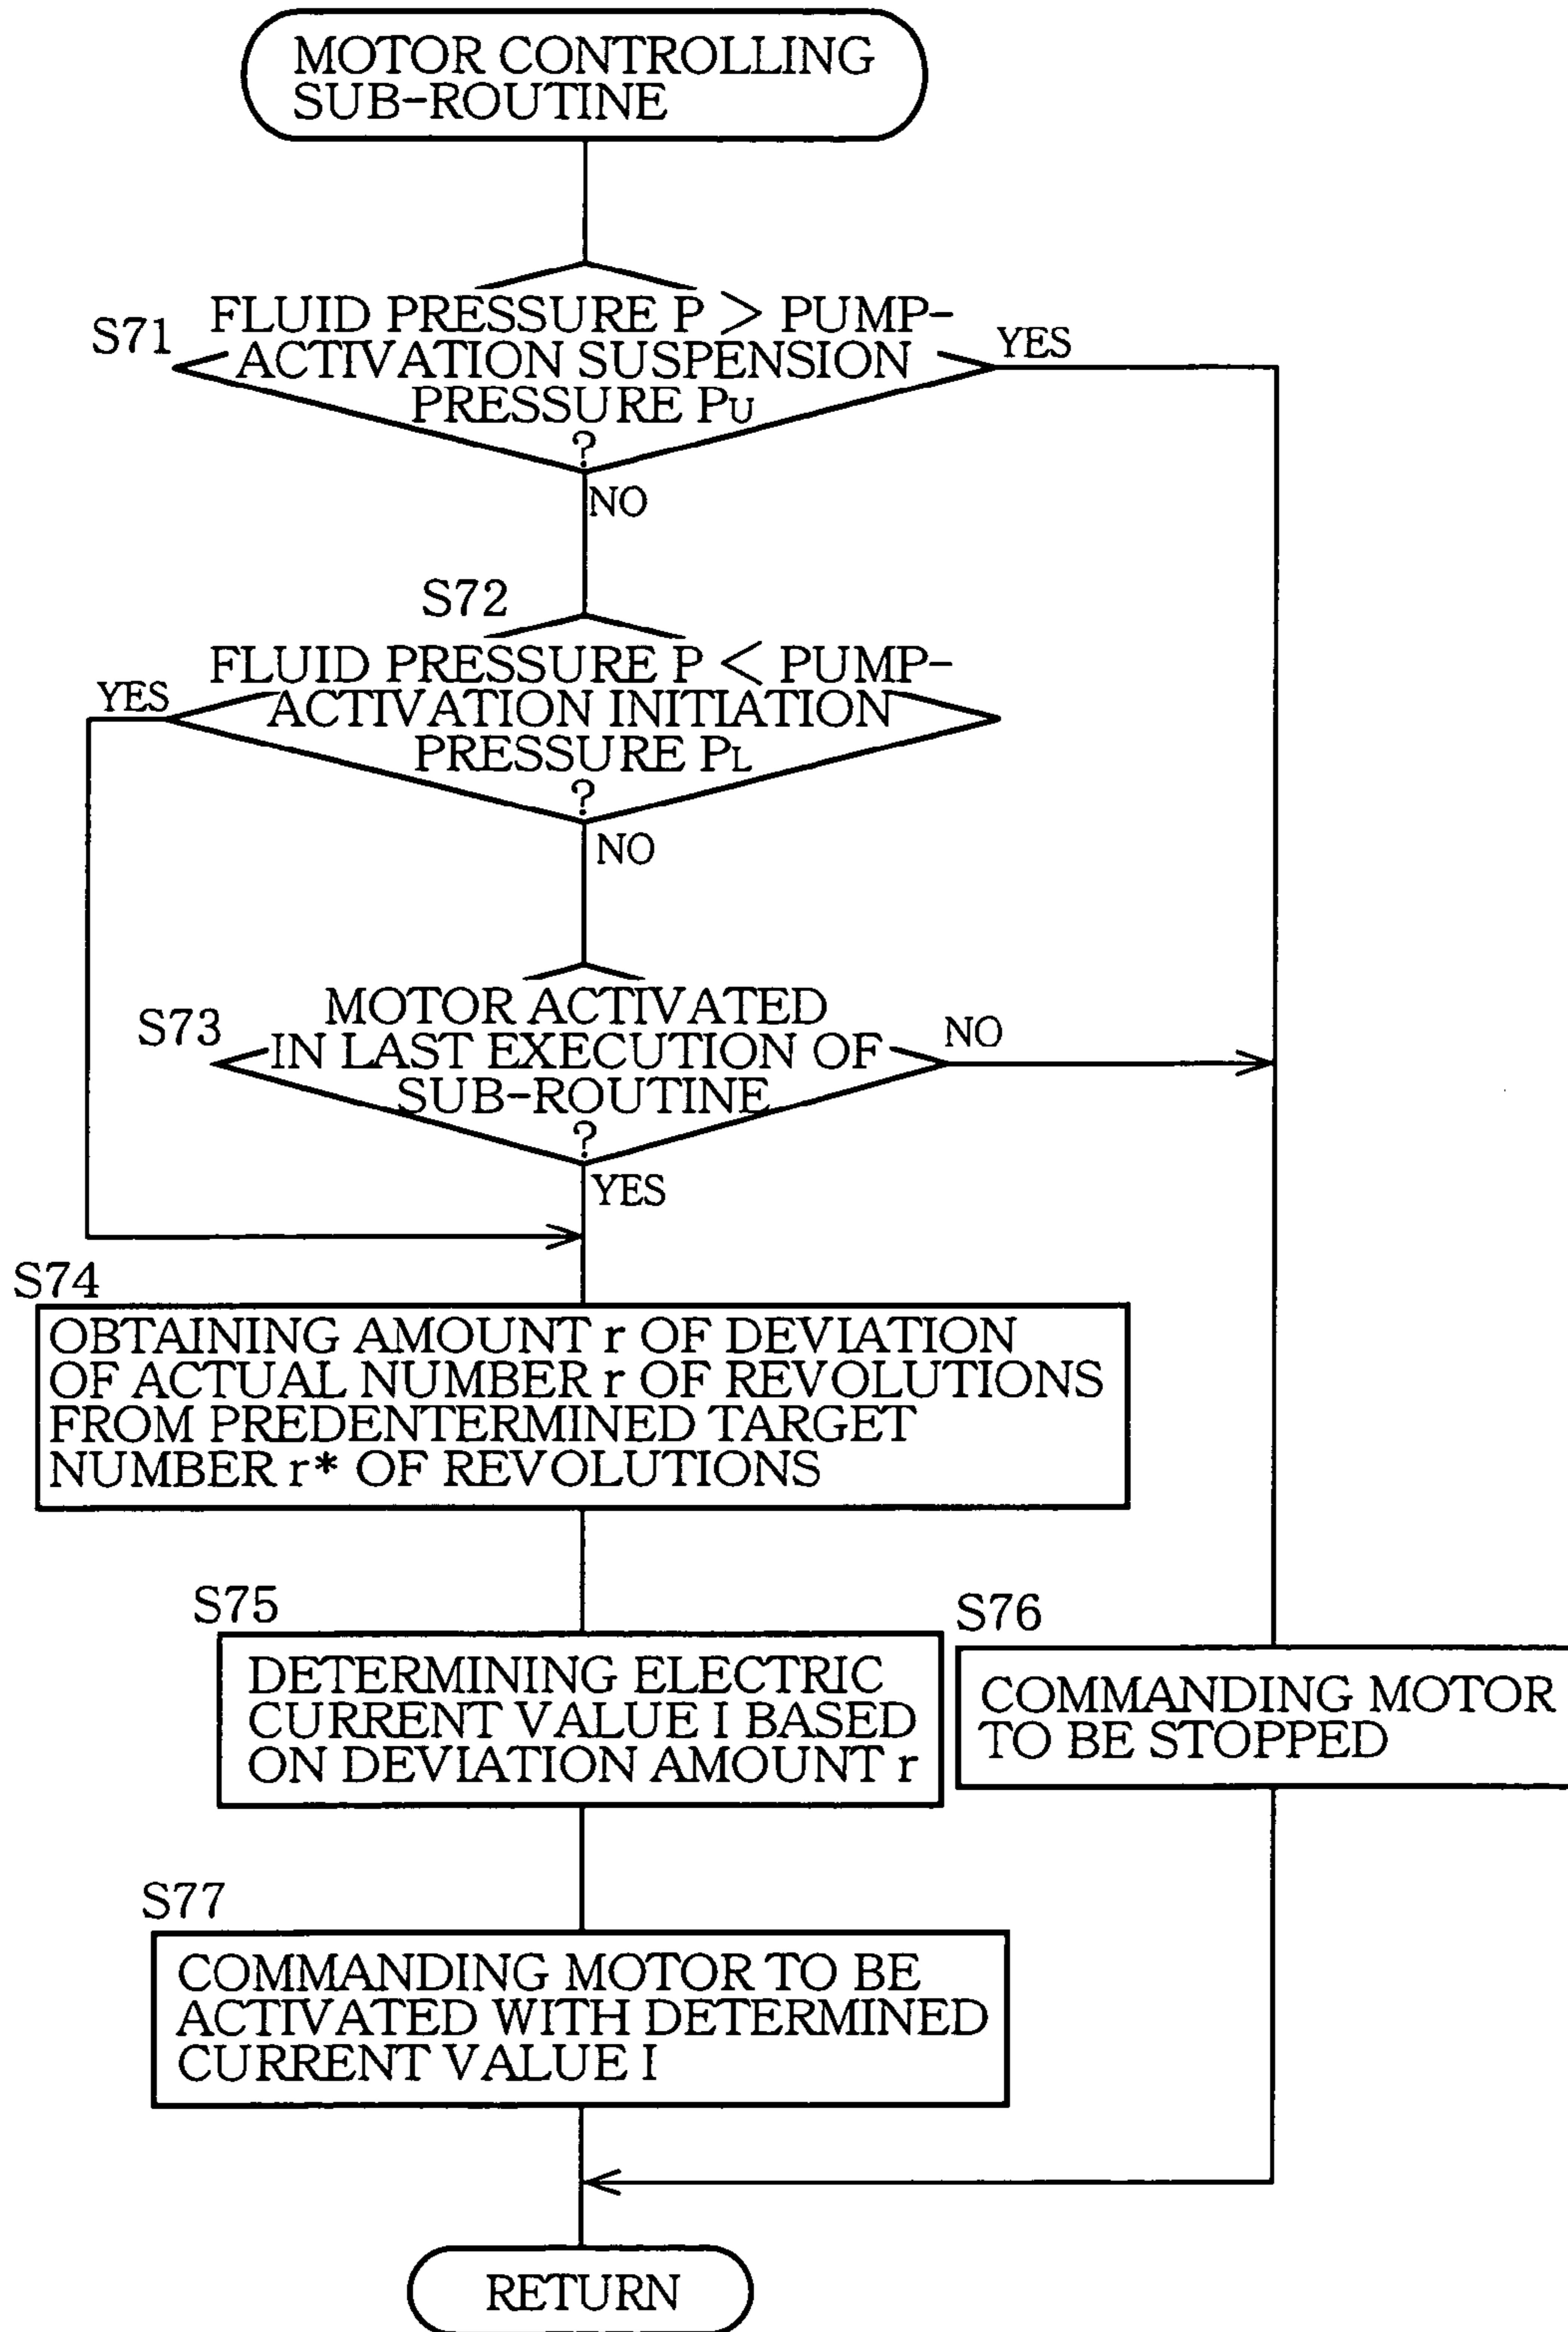 MOTOR CONTROLLING
SUB-ROUTINE
S71
FLUID PRESSURE P > PUMP-
ACTIVATION SUSPENSION
PRESSURE PU
?
YES
NO
S72
FLUID PRESSURE P < PUMP-
ACTIVATION INITIATION
PRESSURE PL
?
YES
NO
S73
MOTOR ACTIVATED
IN LAST EXECUTION OF
SUB-ROUTINE
?
NO
YES
S74
OBTAINING AMOUNT r OF DEVIATION
OF ACTUAL NUMBER r OF REVOLUTIONS
FROM PREDENTERMINED TARGET
NUMBER r* OF REVOLUTIONS
S75
DETERMINING ELECTRIC
CURRENT VALUE I BASED
ON DEVIATION AMOUNT r
S76
COMMANDING MOTOR
TO BE STOPPED
S77
COMMANDING MOTOR TO BE
ACTIVATED WITH DETERMINED
CURRENT VALUE I
RETURN